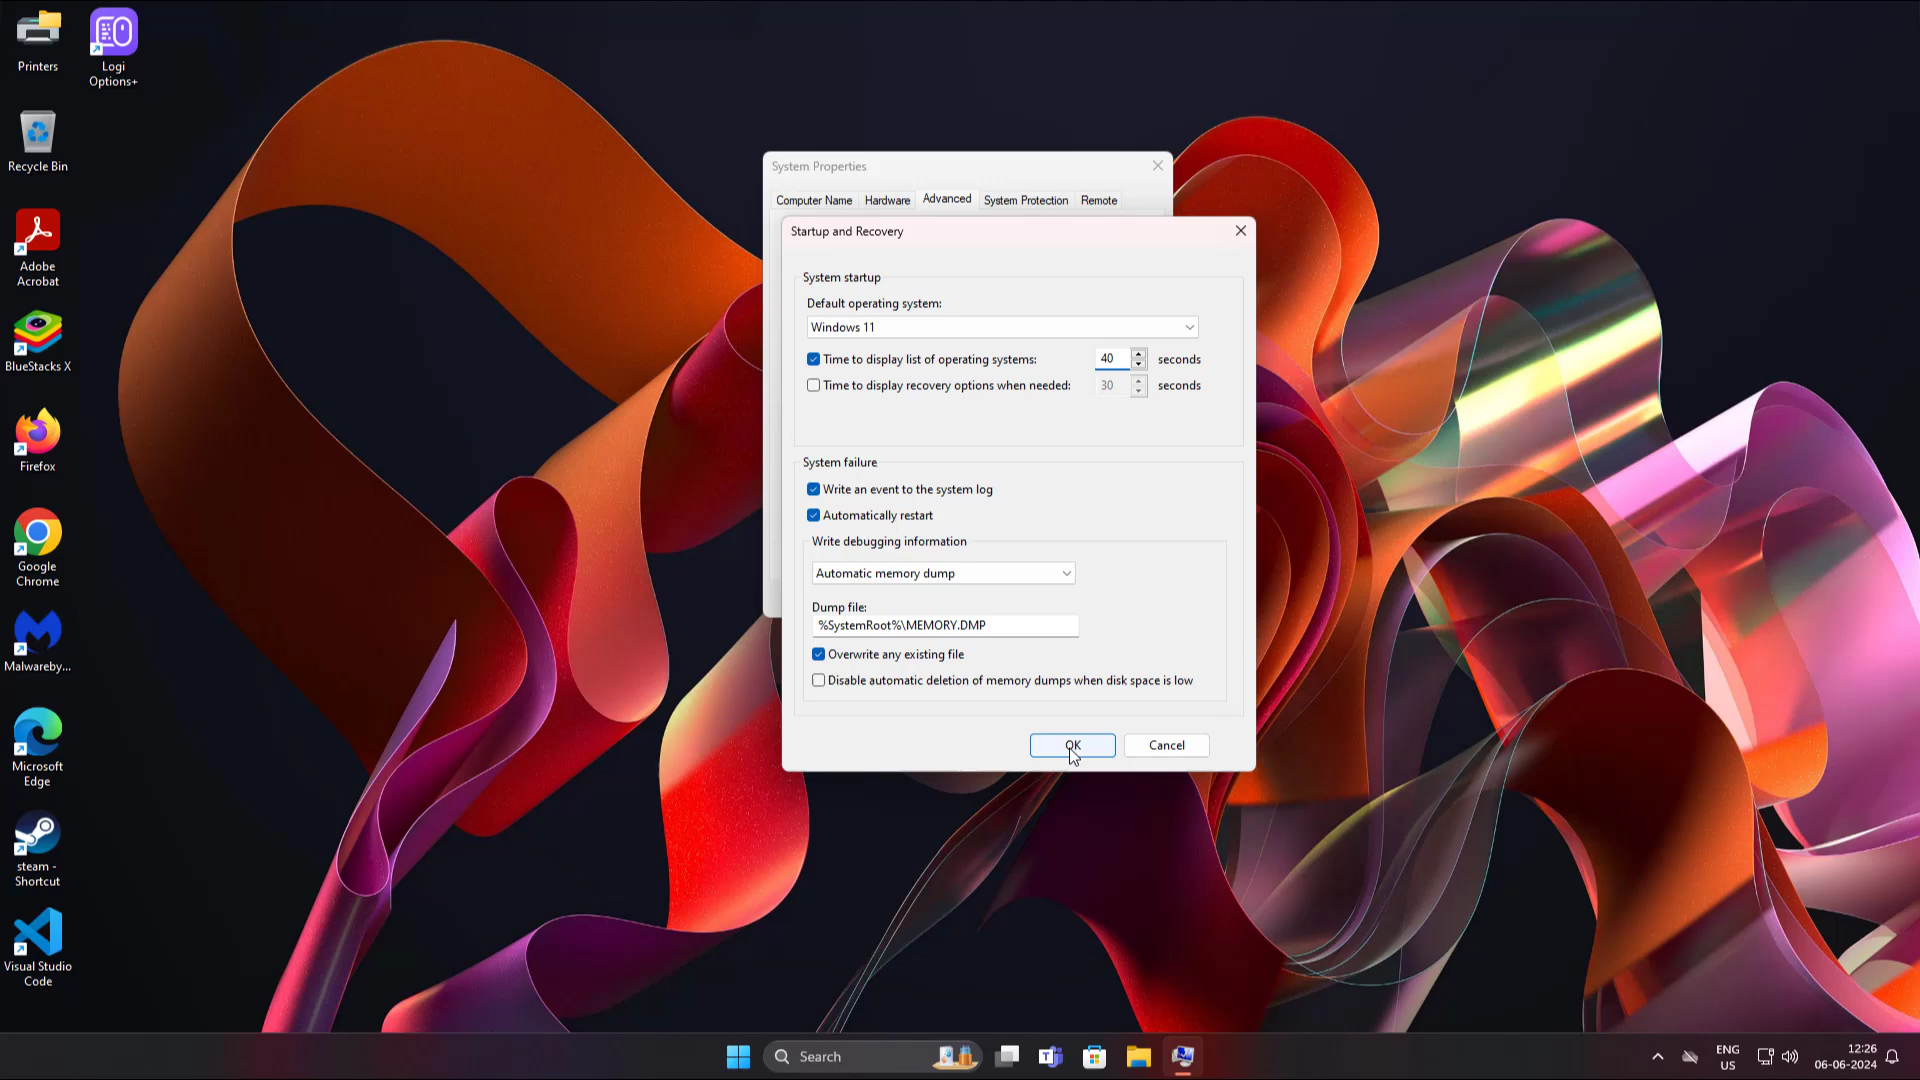 Printers
Logi
Options+
Recycle Bin
Adobe
Acrobat
BlueStacks X
Firefox
Google
Chrome
Malwareby...
Microsoft
Edge
steam -
Shortcut
Visual Studio
Code
System Properties
Computer Name
Hardware
Advanced
System Protection
Remote
Startup and Recovery
System startup
Default operating system:
Windows 11
Time to display list of operating systems: 40 seconds
Time to display recovery options when needed: 30 seconds
System failure
Write an event to the system log
Automatically restart
Write debugging information
Automatic memory dump
Dump file:
%SystemRoot%\MEMORY.DMP
Overwrite any existing file
Disable automatic deletion of memory dumps when disk space is low
OK
Cancel
Search
ENG
US
12:26
06-06-2024